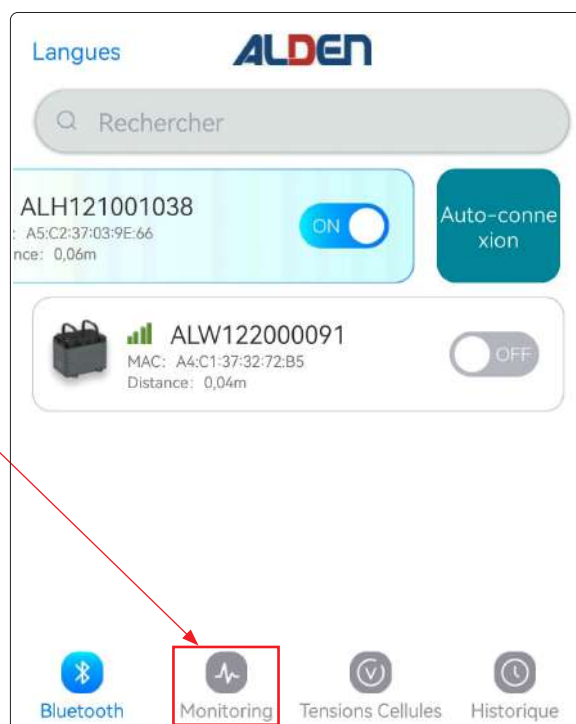 Langues
ALDEN
Rechercher
ALH121001038
: A5:C2:37:03:9E:66
nce: 0,06m
ON
Auto-conne
xion
ALW122000091
MAC: A4:C1:37:32:72:B5
Distance: 0,04m
OFF
Bluetooth
Monitoring
Tensions Cellules
Historique